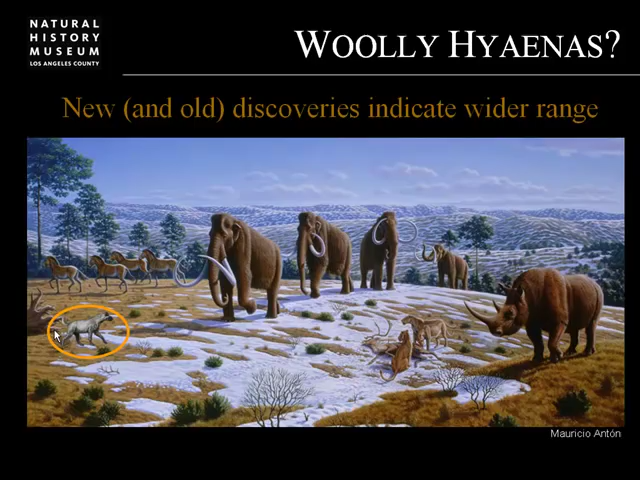 NATURAL
HISTORY
MUSEUM
LOS ANGELES COUNTY
WOOLLY HYAENAS?
New (and old) discoveries indicate wider range
Mauricio Antón